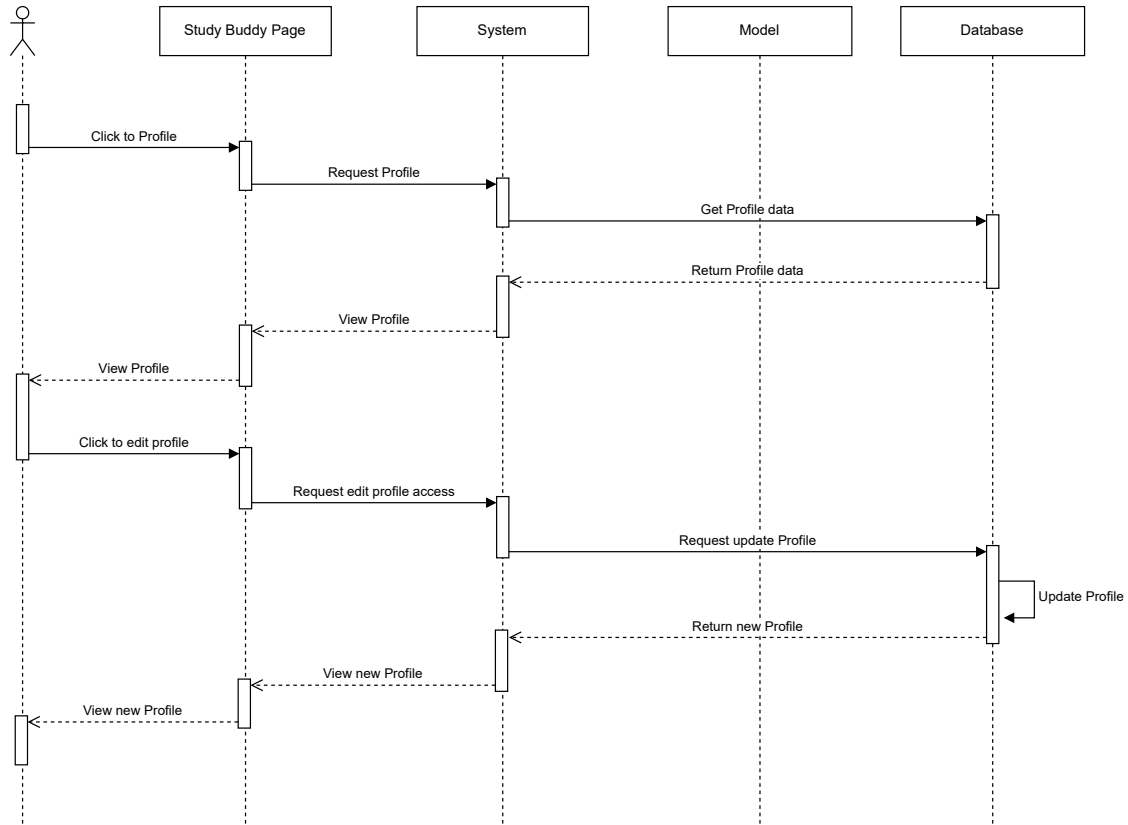 Study Buddy Page
System
Model
Database
Click to Profile
Request Profile
Get Profile data
Return Profile data
View Profile
View Profile
Click to edit profile
Request edit profile access
Request update Profile
Update Profile
Return new Profile
View new Profile
View new Profile